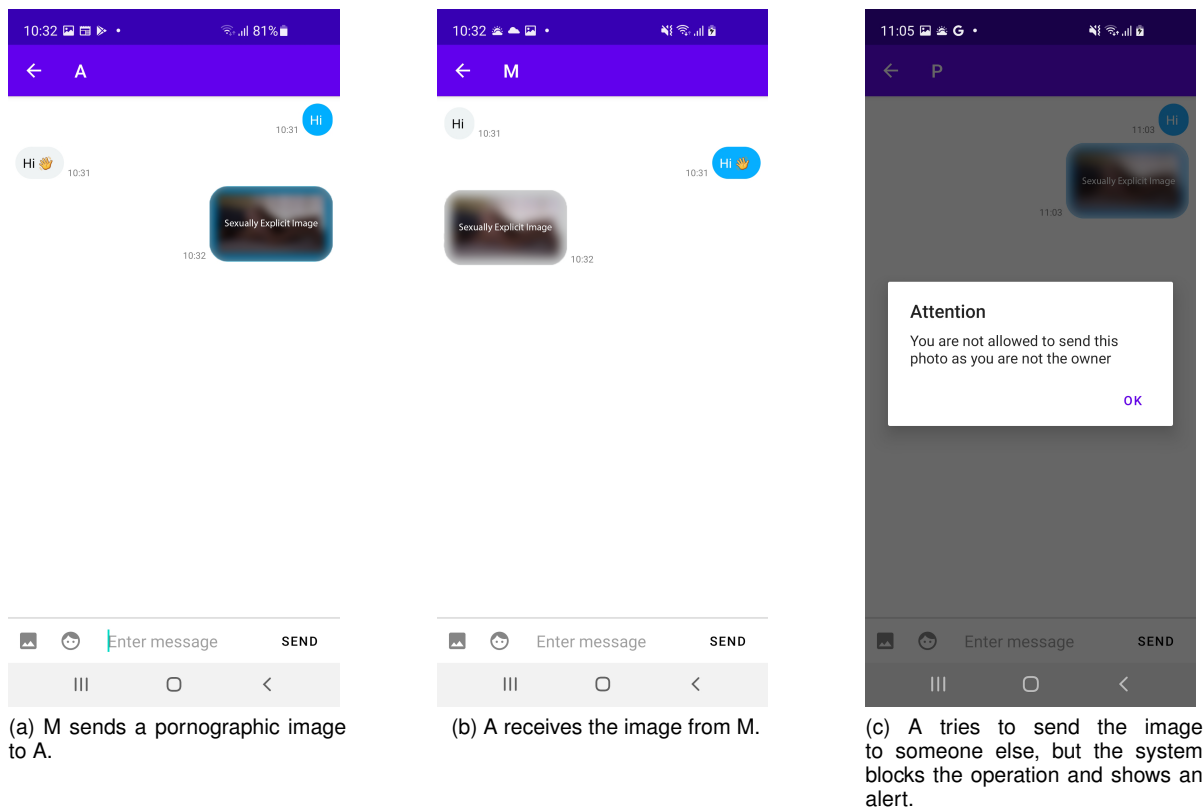 10:32
81%
A
Hi
10:31
Hi 👋
10:31
Sexually Explicit Image
10:32
Enter message
SEND
(a) M sends a pornographic image
to A.
10:32
M
Hi
10:31
Hi 👋
10:31
Sexually Explicit Image
10:32
Enter message
SEND
(b) A receives the image from M.
11:05 G
P
Hi
11:03
Sexually Explicit Image
11:03
Attention
You are not allowed to send this
photo as you are not the owner
OK
Enter message
SEND
(c) A tries to send the image
to someone else, but the system
blocks the operation and shows an
alert.